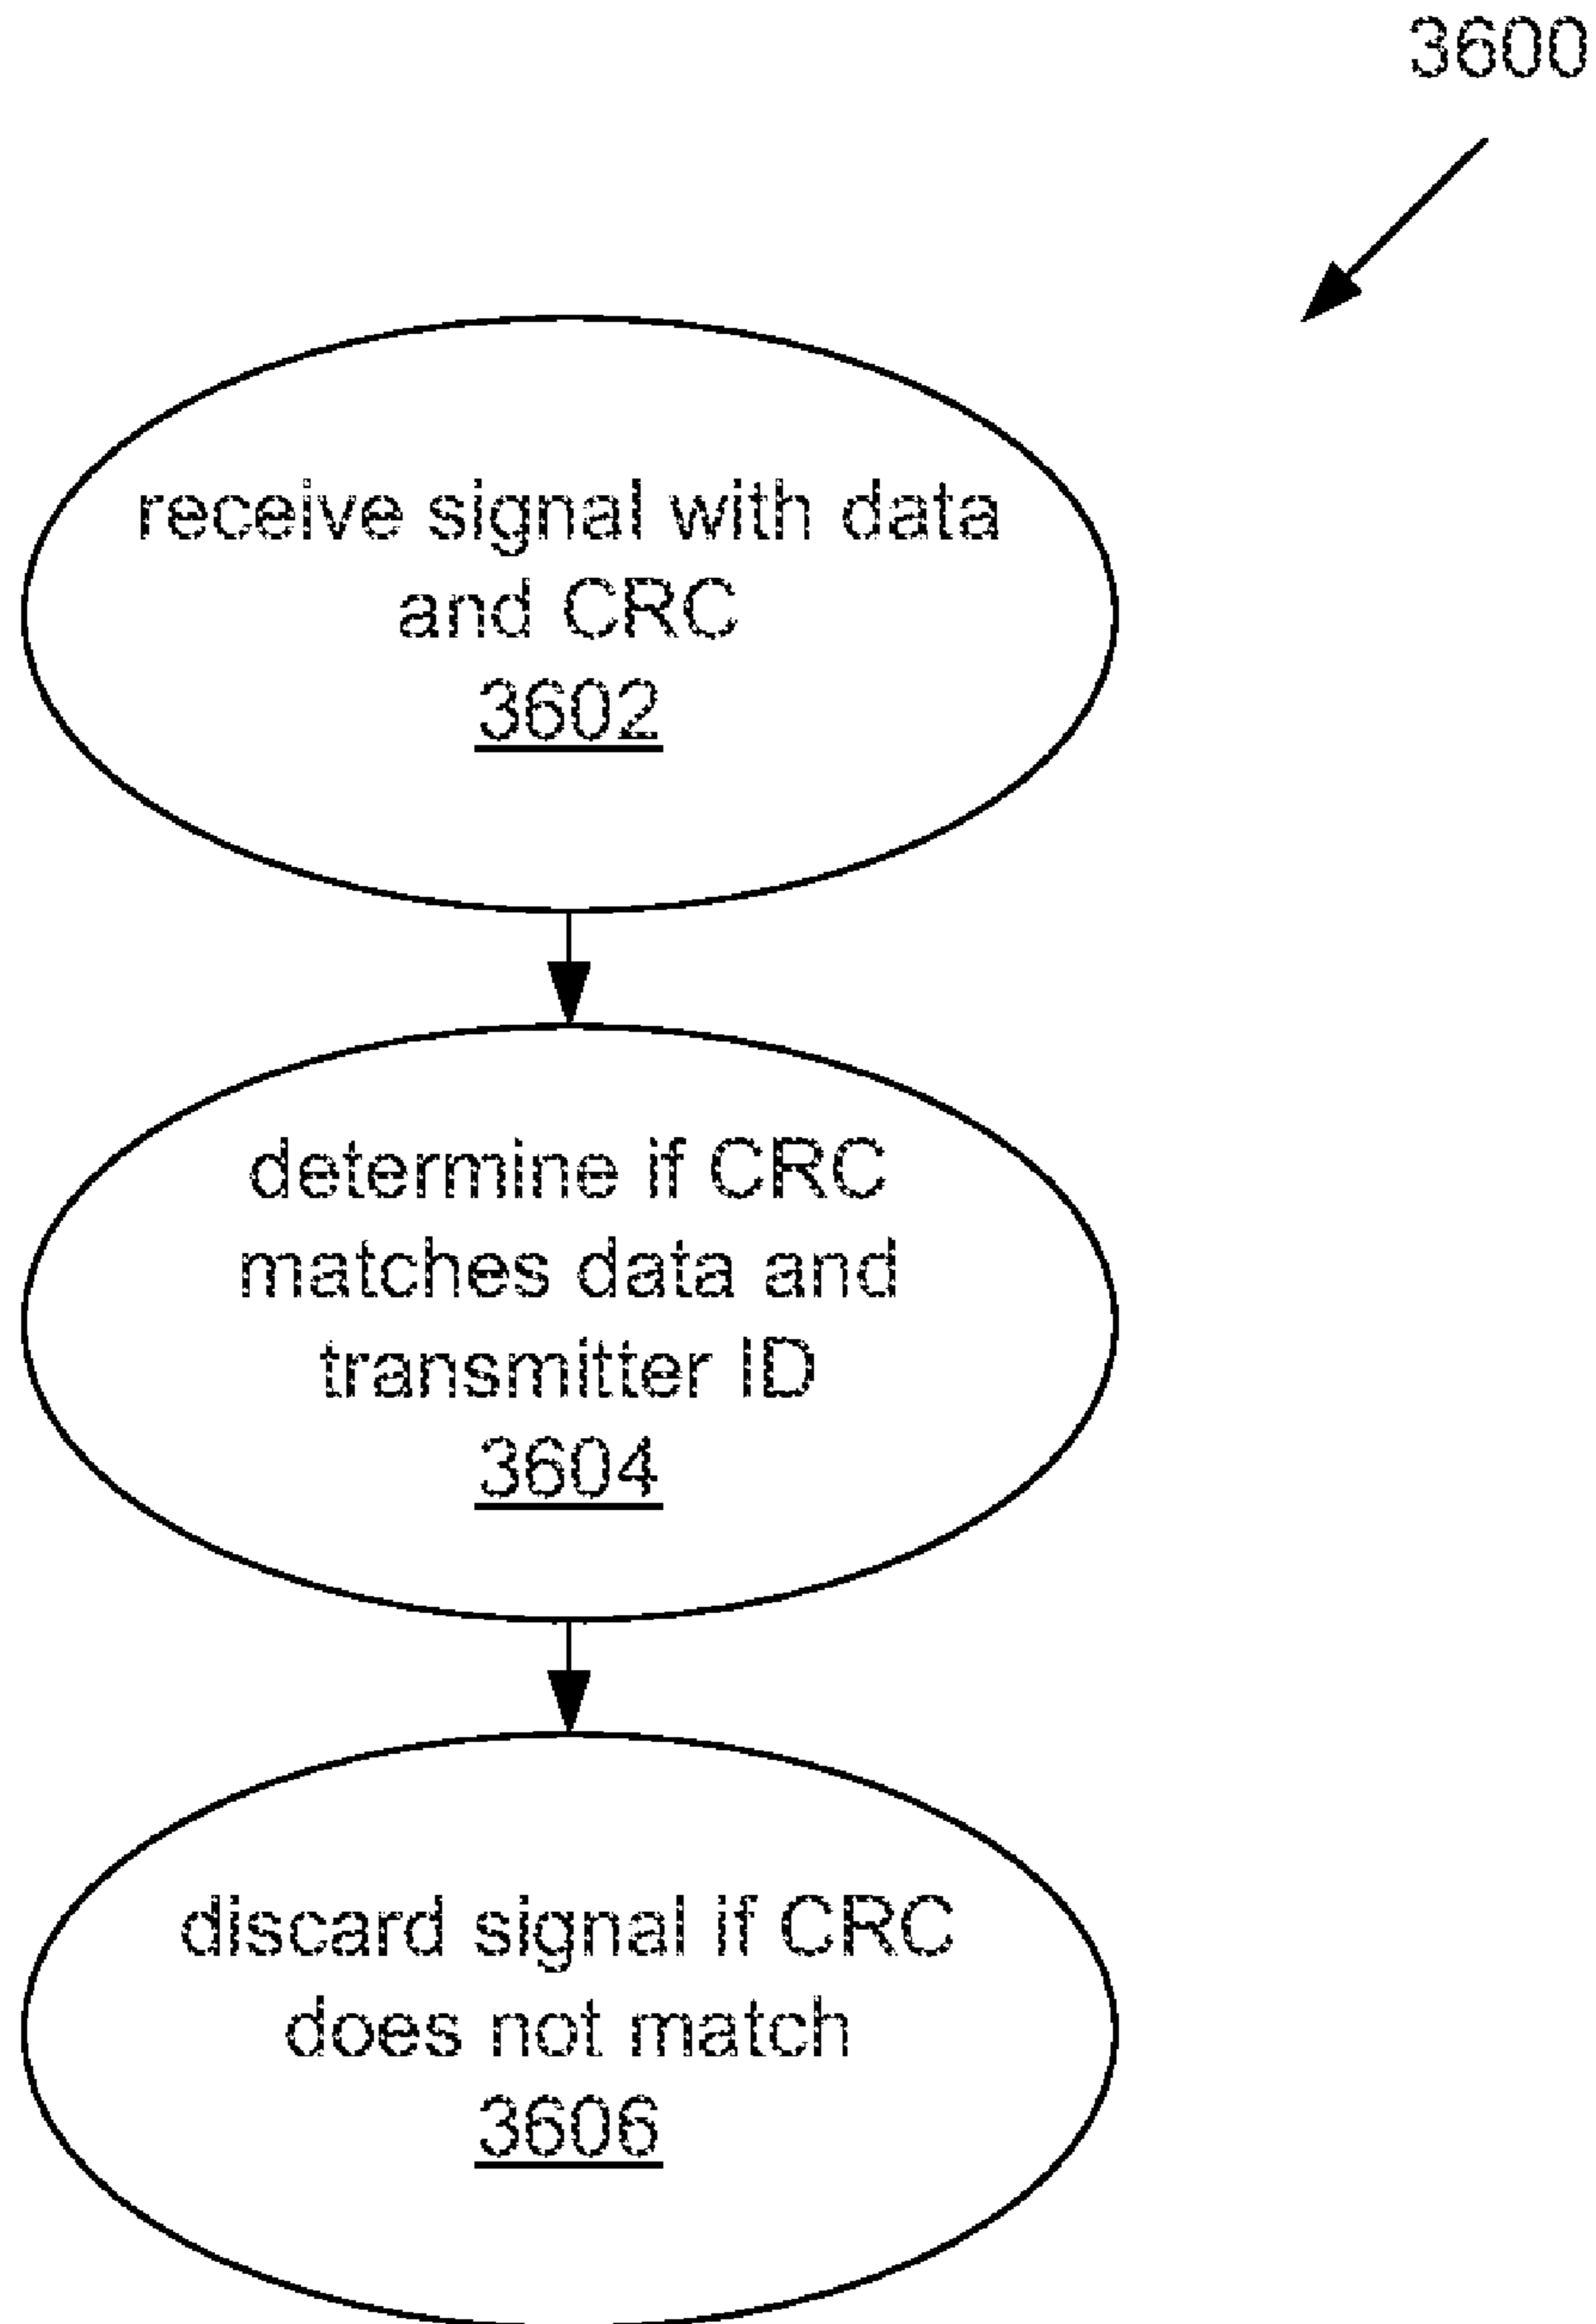 3600
receive signal with data
and CRC
3602
determine if CRC
matches data and
transmitter ID
3604
discard signal if CRC
does not match
3606